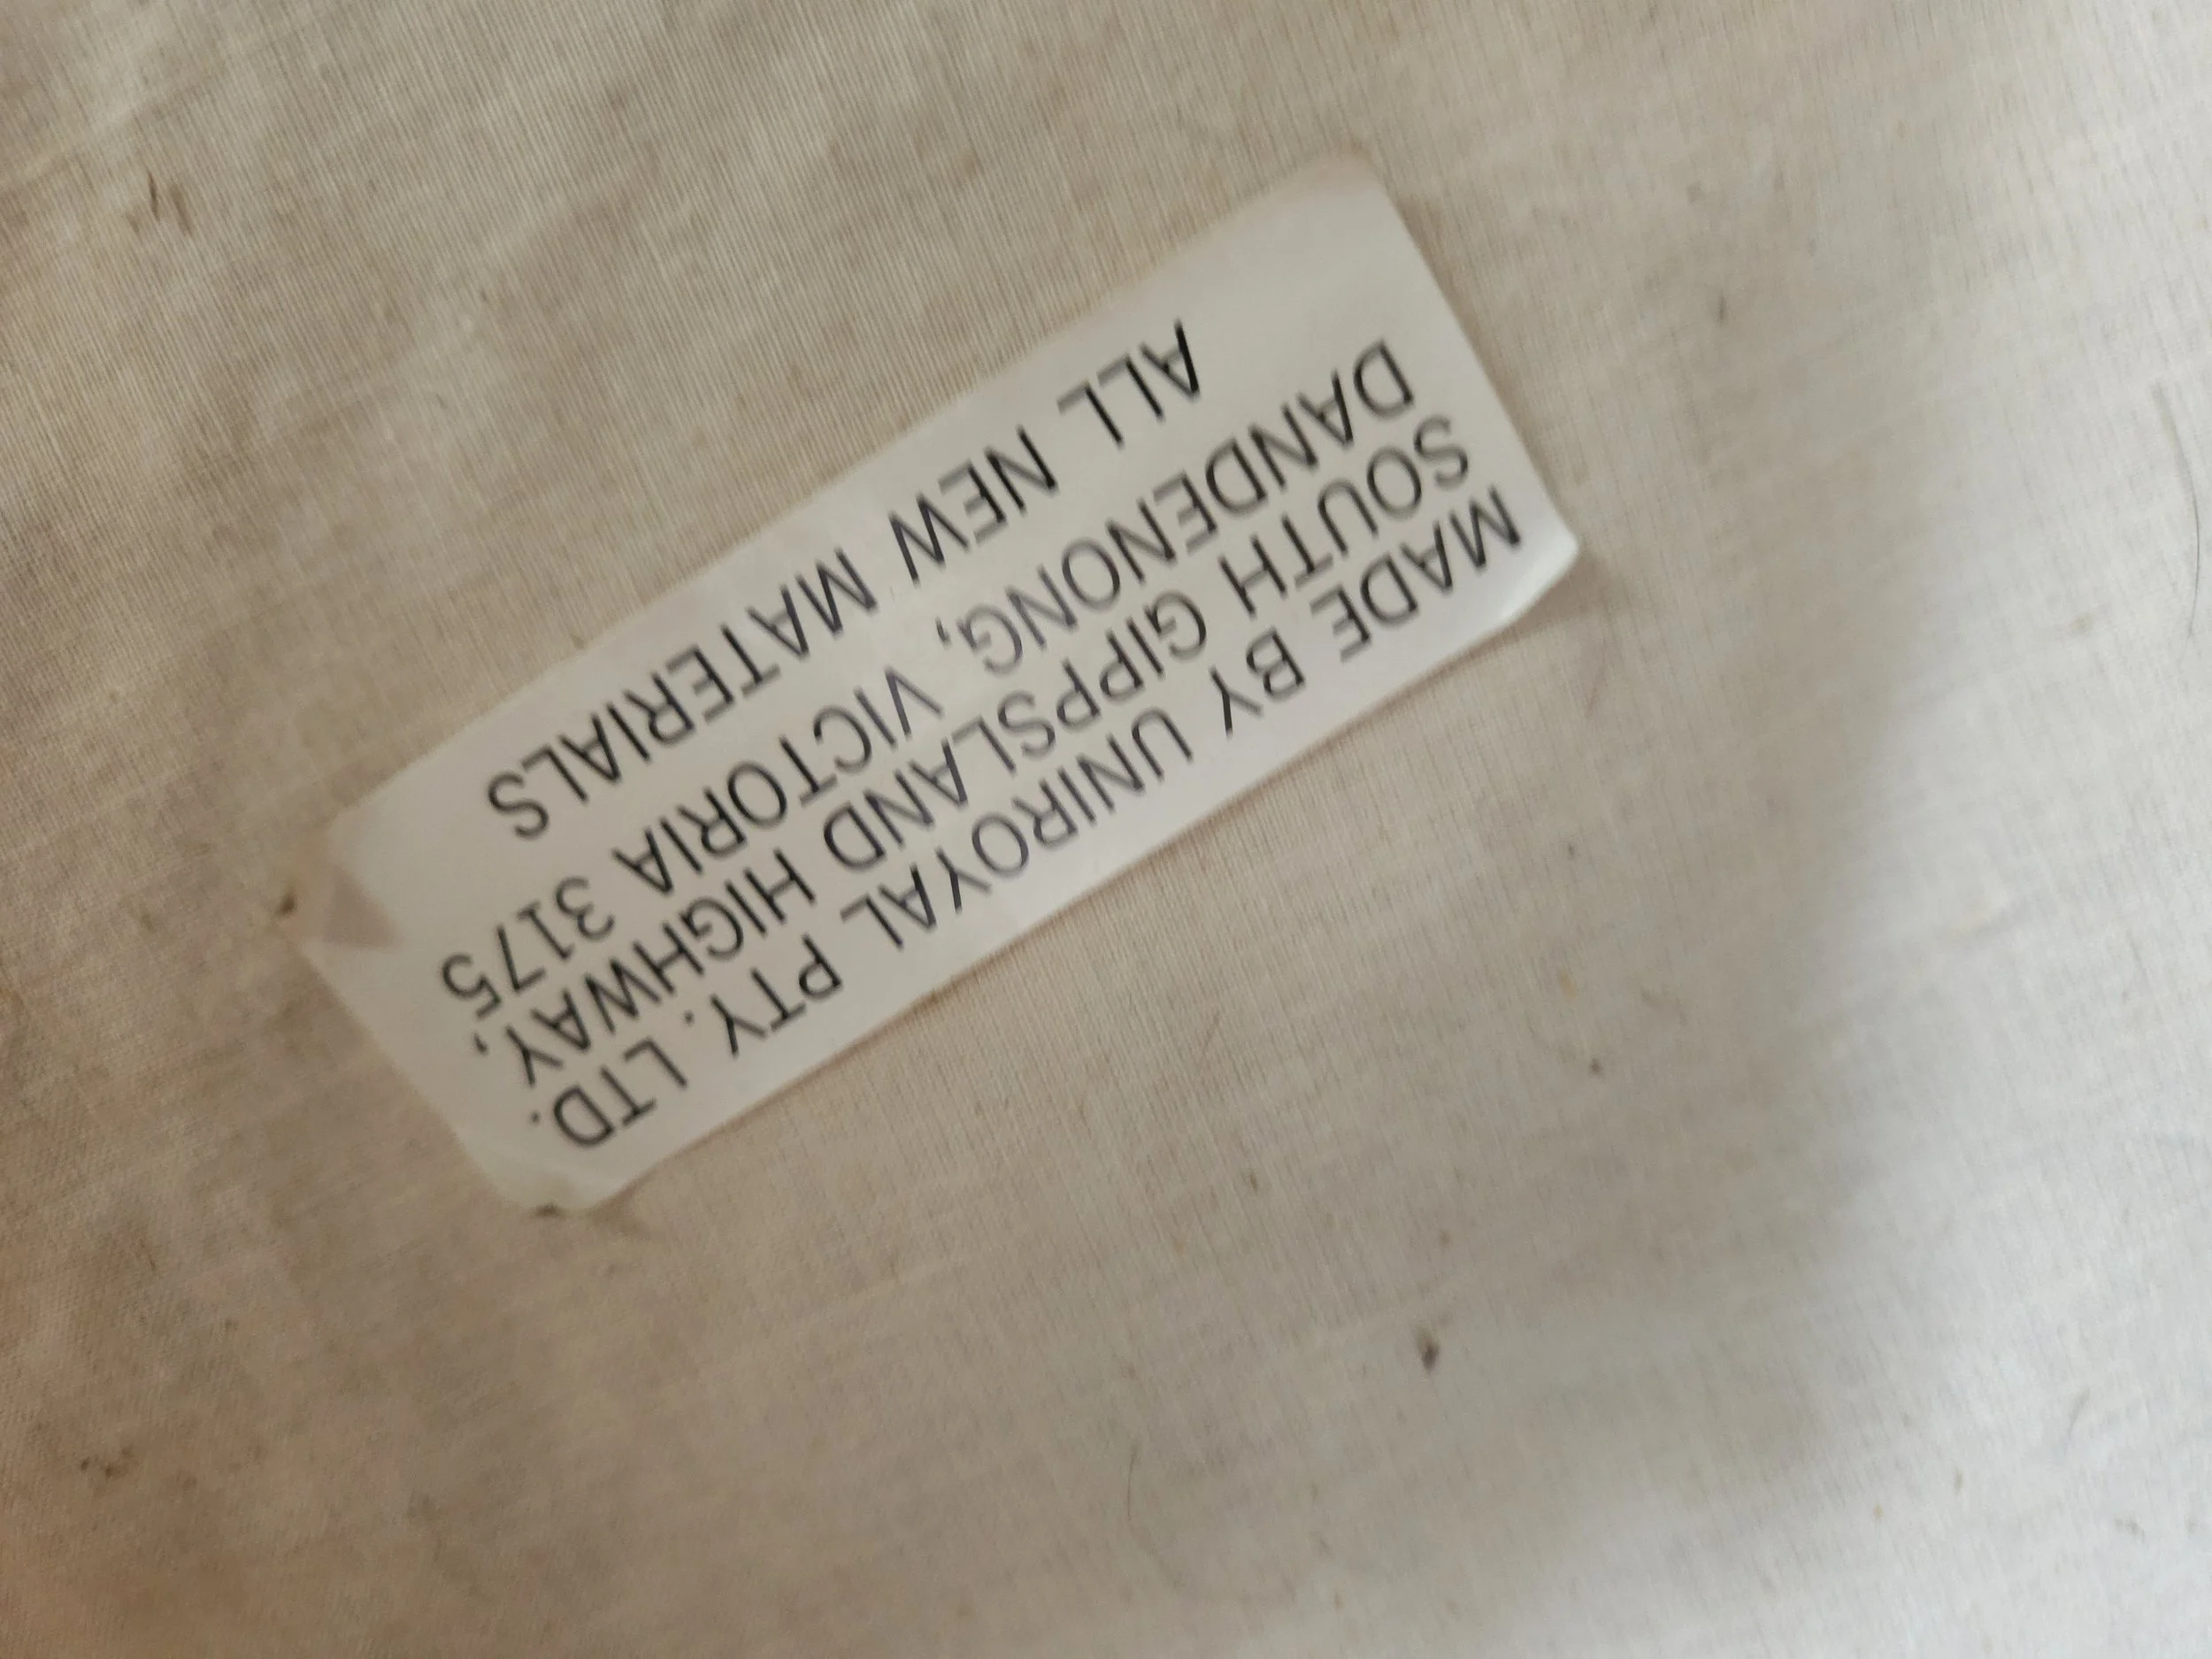 MADE BY UNIROYAL PTY. LTD.
SOUTH GIPPSLAND HIGHWAY,
DANDENONG, VICTORIA 3175
ALL NEW MATERIALS